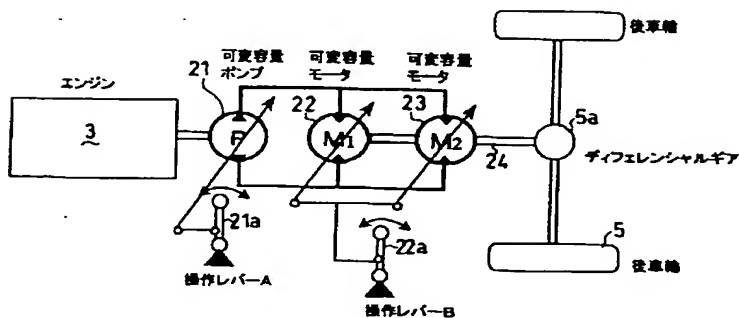 後車輪
可変容量
ポンプ
可変容量
モータ
可変容量
モータ
エンジン
21
22
23
5a
3
P
M1
M2
24
ディフェレンシャルギア
21a
22a
5
操作レバーA
後車輪
操作レバーB